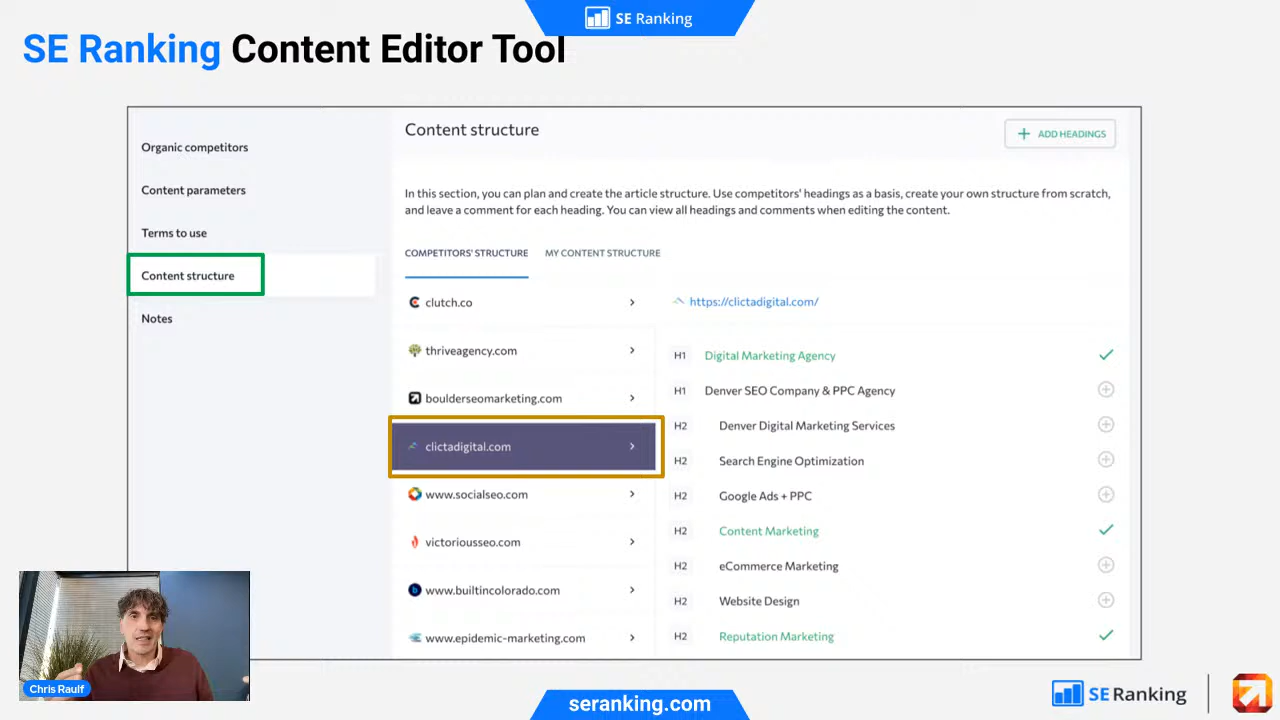 SE Ranking
SE Ranking Content Editor Tool
Organic competitors
Content parameters
Terms to use
Content structure
Notes
Content structure
ADD HEADINGS
In this section, you can plan and create the article structure. Use competitors' headings as a basis, create your own structure from scratch,
and leave a comment for each heading. You can view all headings and comments when editing the content.
COMPETITORS' STRUCTURE
MY CONTENT STRUCTURE
clutch.co
thriveagency.com
boulderseomarketing.com
clictadigital.com
www.socialseo.com
victoriousseo.com
www.builtincolorado.com
www.epidemic-marketing.com
https://clictadigital.com/
H1 Digital Marketing Agency
H1 Denver SEO Company & PPC Agency
H2 Denver Digital Marketing Services
H2 Search Engine Optimization
H2 Google Ads + PPC
H2 Content Marketing
H2 eCommerce Marketing
H2 Website Design
H2 Reputation Marketing
Chris Raulf
seranking.com
SE Ranking